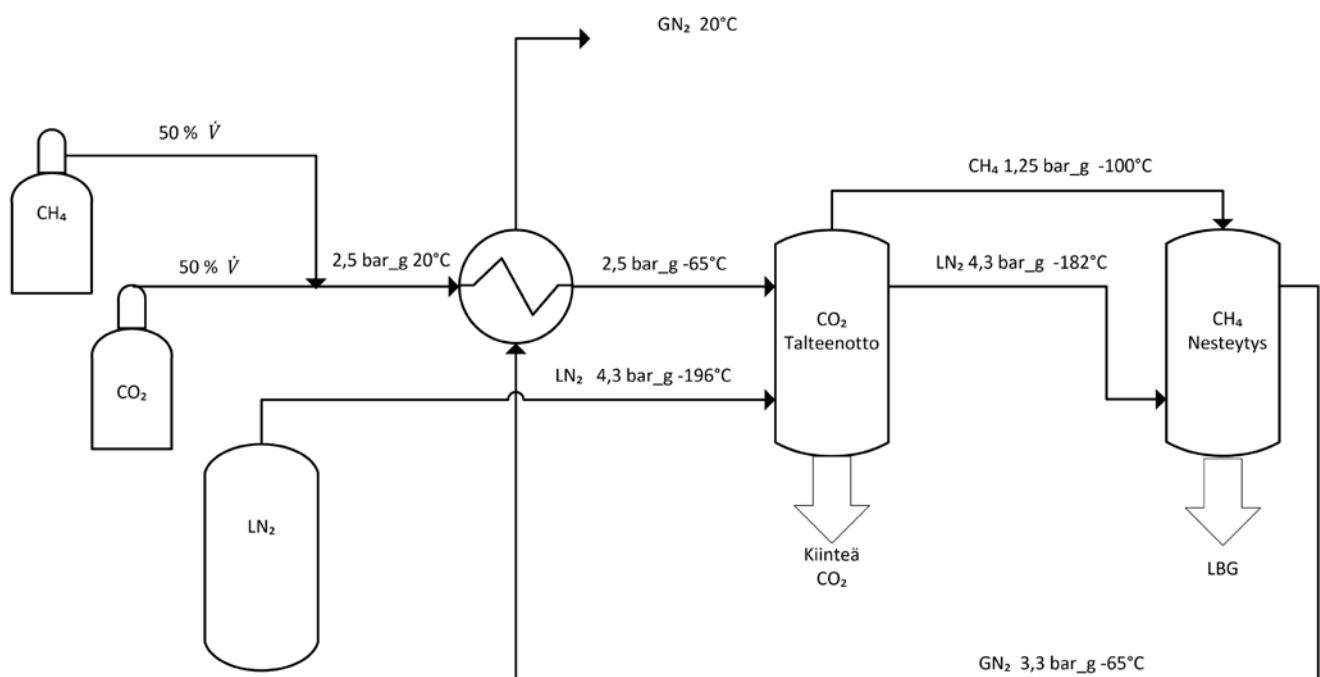 GN₂ 20°C
50 % V̇
CH₄
CH₄ 1,25 bar_g -100°C
50 % V̇
2,5 bar_g 20°C
2,5 bar_g -65°C
LN₂ 4,3 bar_g -182°C
CO₂
Talteenotto
CH₄
Nesteytys
CO₂
LN₂ 4,3 bar_g -196°C
LN₂
Kiinteä
CO₂
LBG
GN₂ 3,3 bar_g -65°C